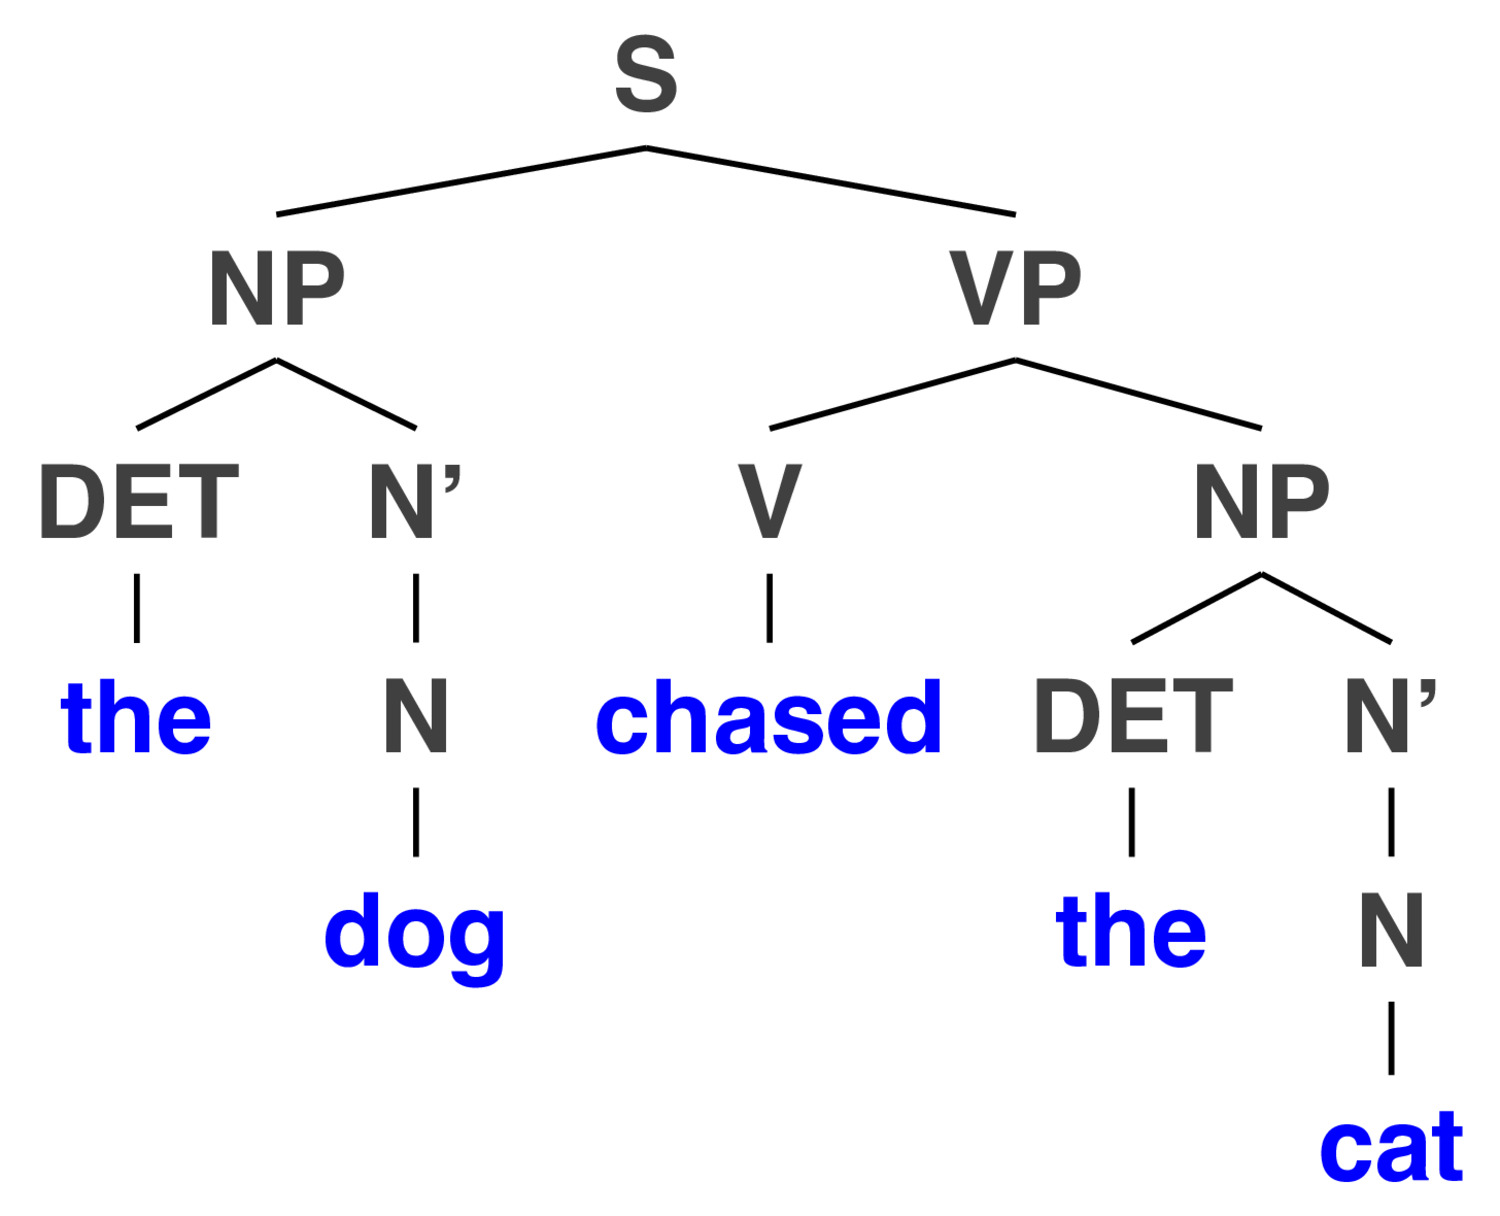 S
NP VP
DET N’ V NP
the N chased DET N’
dog the N
cat